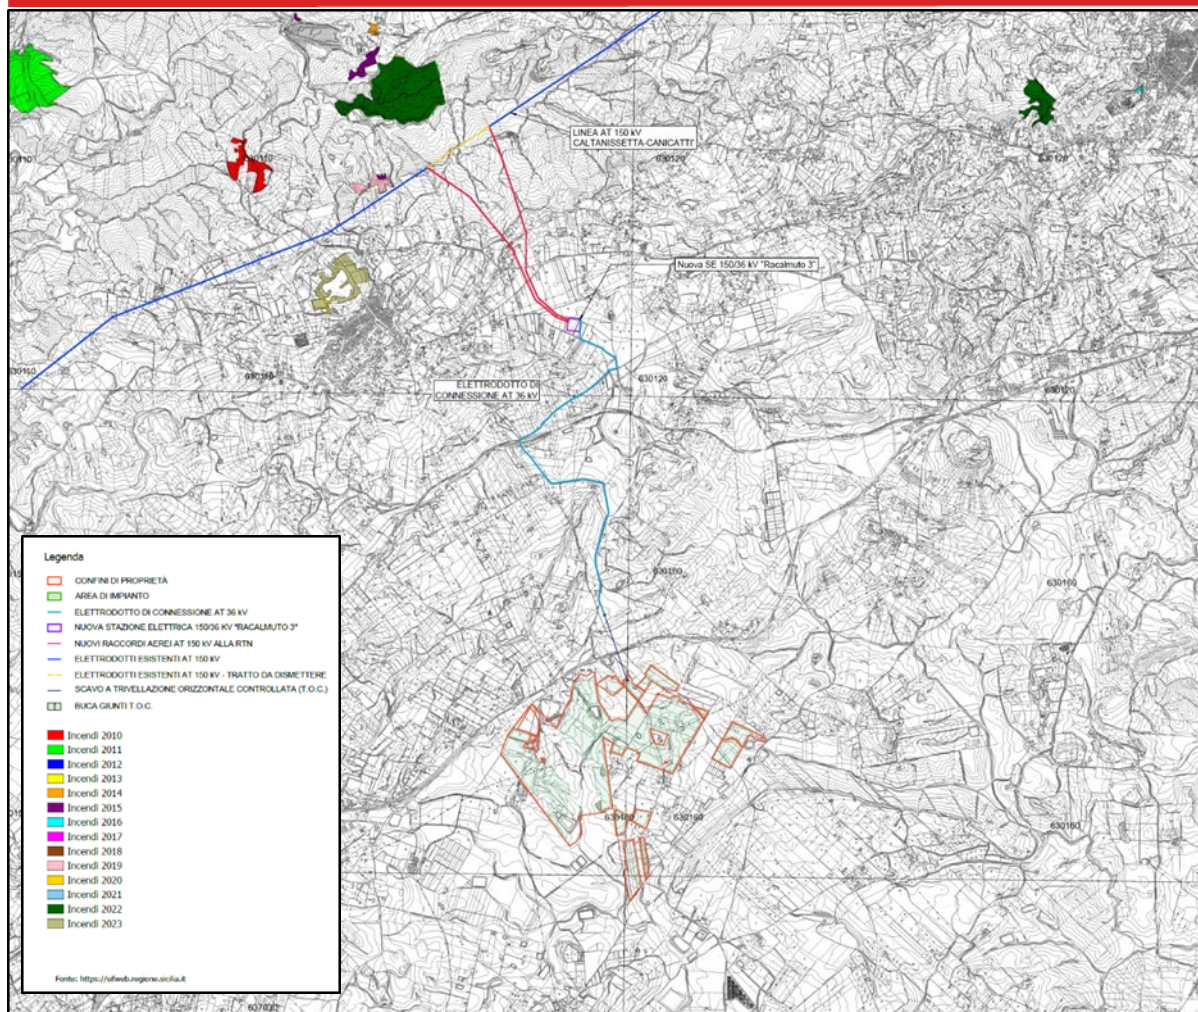 LINEA AT 150 kV
CALTANISSETTA-CANICATTI'
630110
630120
630120
Nuova SE 150/36 kV "Racalmuto 3"
630110
630110
630120
630120
ELETTRODOTTO DI
CONNESSIONE AT 36 kV
630160
630160
Legenda
CONFINI DI PROPRIETÀ
AREA DI IMPIANTO
ELETTRODOTTO DI CONNESSIONE AT 36 kV
NUOVA STAZIONE ELETTRICA 150/36 KV "RACALMUTO 3"
NUOVI RACCORDI AEREI AT 150 kV ALLA RTN
ELETTRODOTTI ESISTENTI AT 150 kV
ELETTRODOTTI ESISTENTI AT 150 kV - TRATTO DA DISMETTERE
SCAVO A TRIVELLAZIONE ORIZZONTALE CONTROLLATA (T.O.C.)
BUCA GIUNTI T.O.C.
Incendi 2010
Incendi 2011
Incendi 2012
Incendi 2013
Incendi 2014
Incendi 2015
Incendi 2016
Incendi 2017
Incendi 2018
Incendi 2019
Incendi 2020
Incendi 2021
Incendi 2022
Incendi 2023
Fonte: https://sifweb.regione.sicilia.it
630160
630160
630160
637020